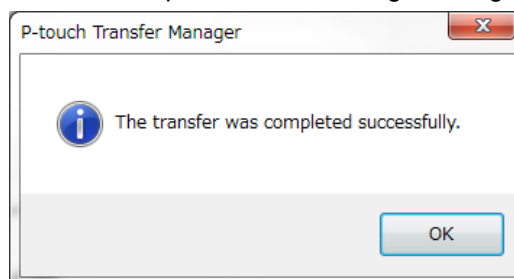 P-touch Transfer Manager
The transfer was completed successfully.
OK